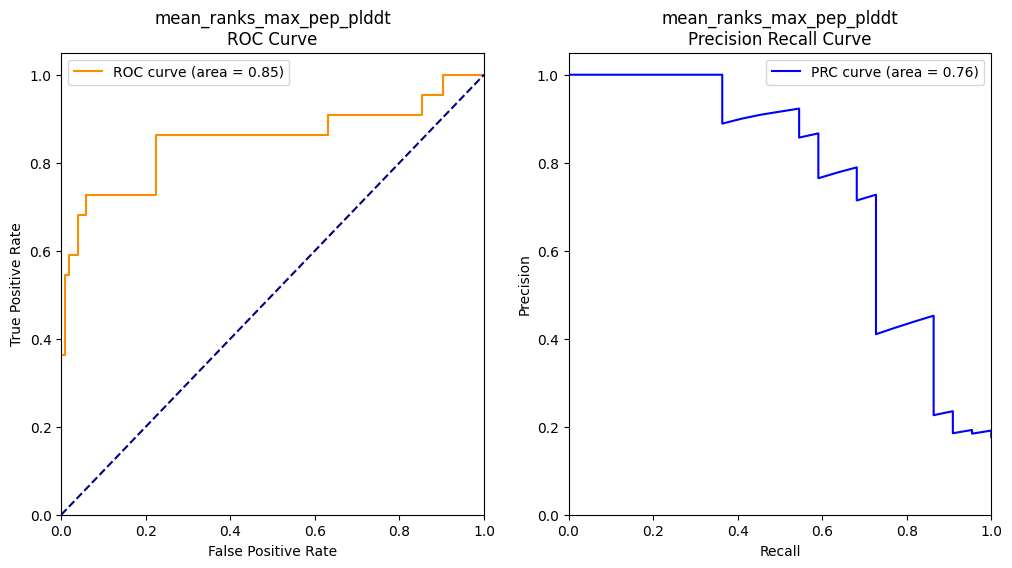 mean_ranks_max_pep_plddt
ROC Curve
ROC curve (area = 0.85)
1.0
0.8
0.6
0.4
0.2
0.0
True Positive Rate
0.0 0.2 0.4 0.6 0.8 1.0
False Positive Rate
mean_ranks_max_pep_plddt
Precision Recall Curve
PRC curve (area = 0.76)
1.0
0.8
0.6
0.4
0.2
0.0
Precision
0.0 0.2 0.4 0.6 0.8 1.0
Recall